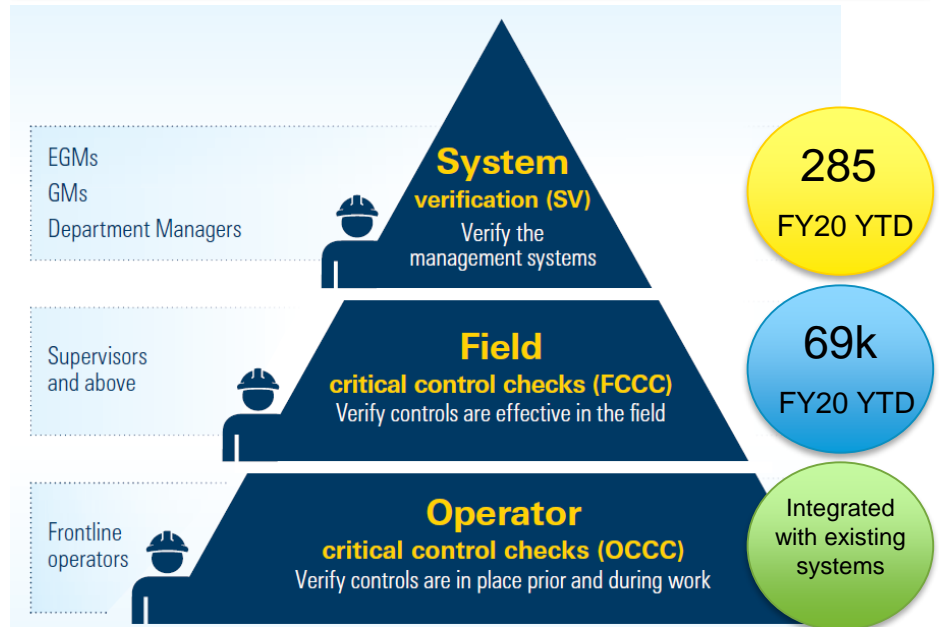 EGMs
GMs
Department Managers
System
verification (SV)
Verify the
management systems
285
FY20 YTD
Supervisors
and above
Field
critical control checks (FCCC)
Verify controls are effective in the field
69k
FY20 YTD
Frontline
operators
Operator
critical control checks (OCCC)
Verify controls are in place prior and during work
Integrated
with existing
systems